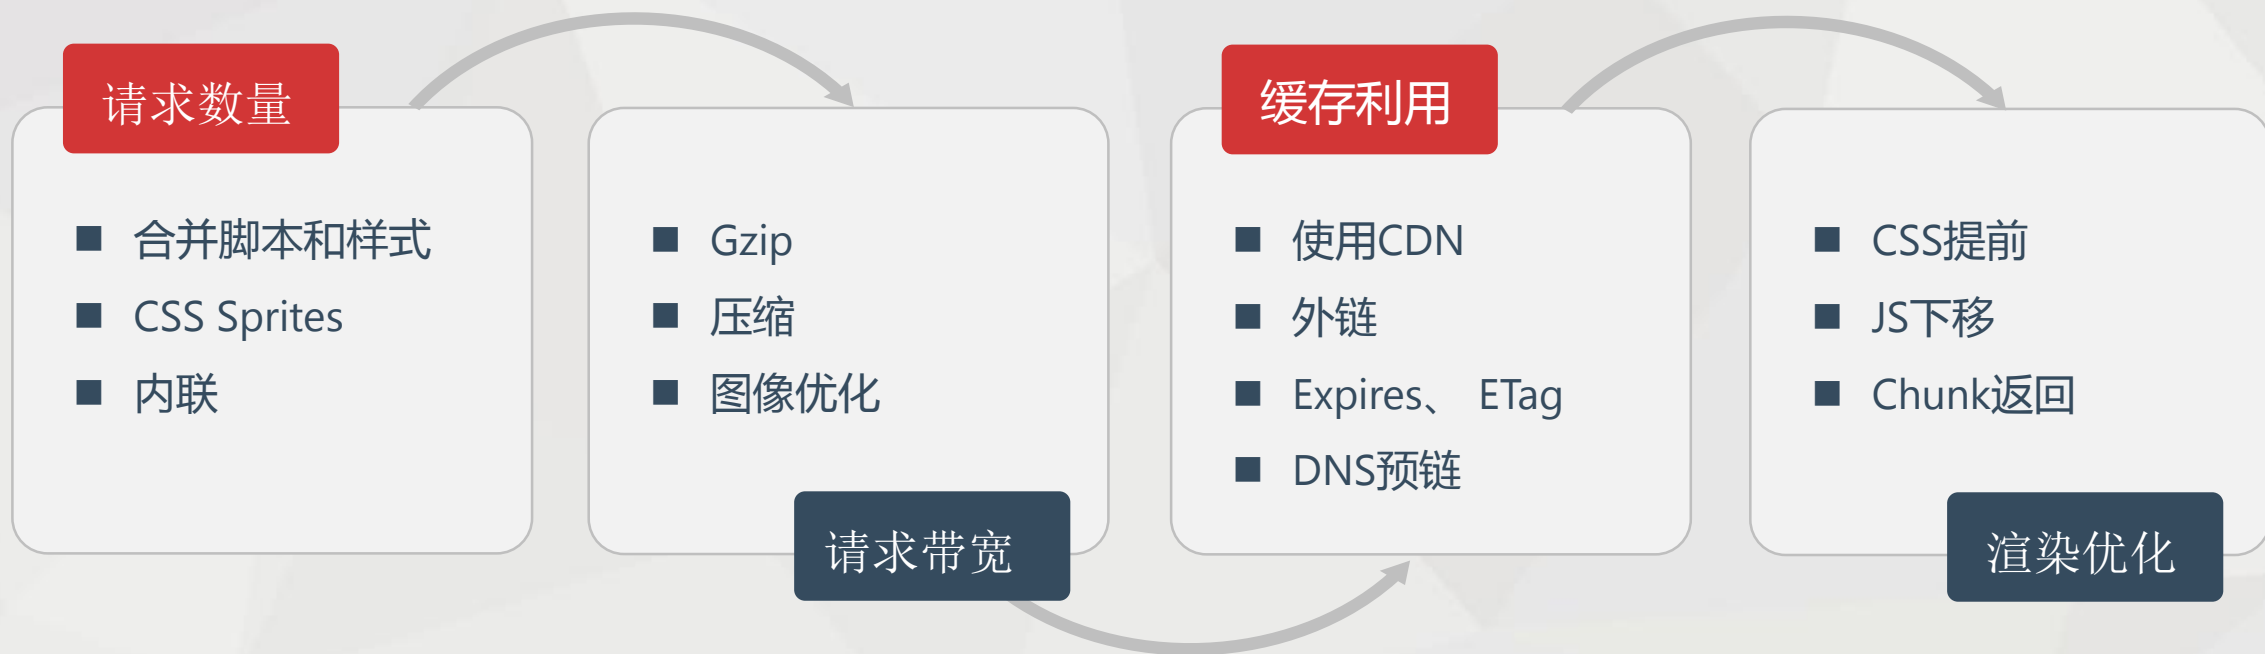 请求数量
■ 合并脚本和样式
■ CSS Sprites
■ 内联
■ Gzip
■ 压缩
■ 图像优化
请求带宽
缓存利用
■ 使用CDN
■ 外链
■ Expires、 ETag
■ DNS预链
■ CSS提前
■ JS下移
■ Chunk返回
渲染优化